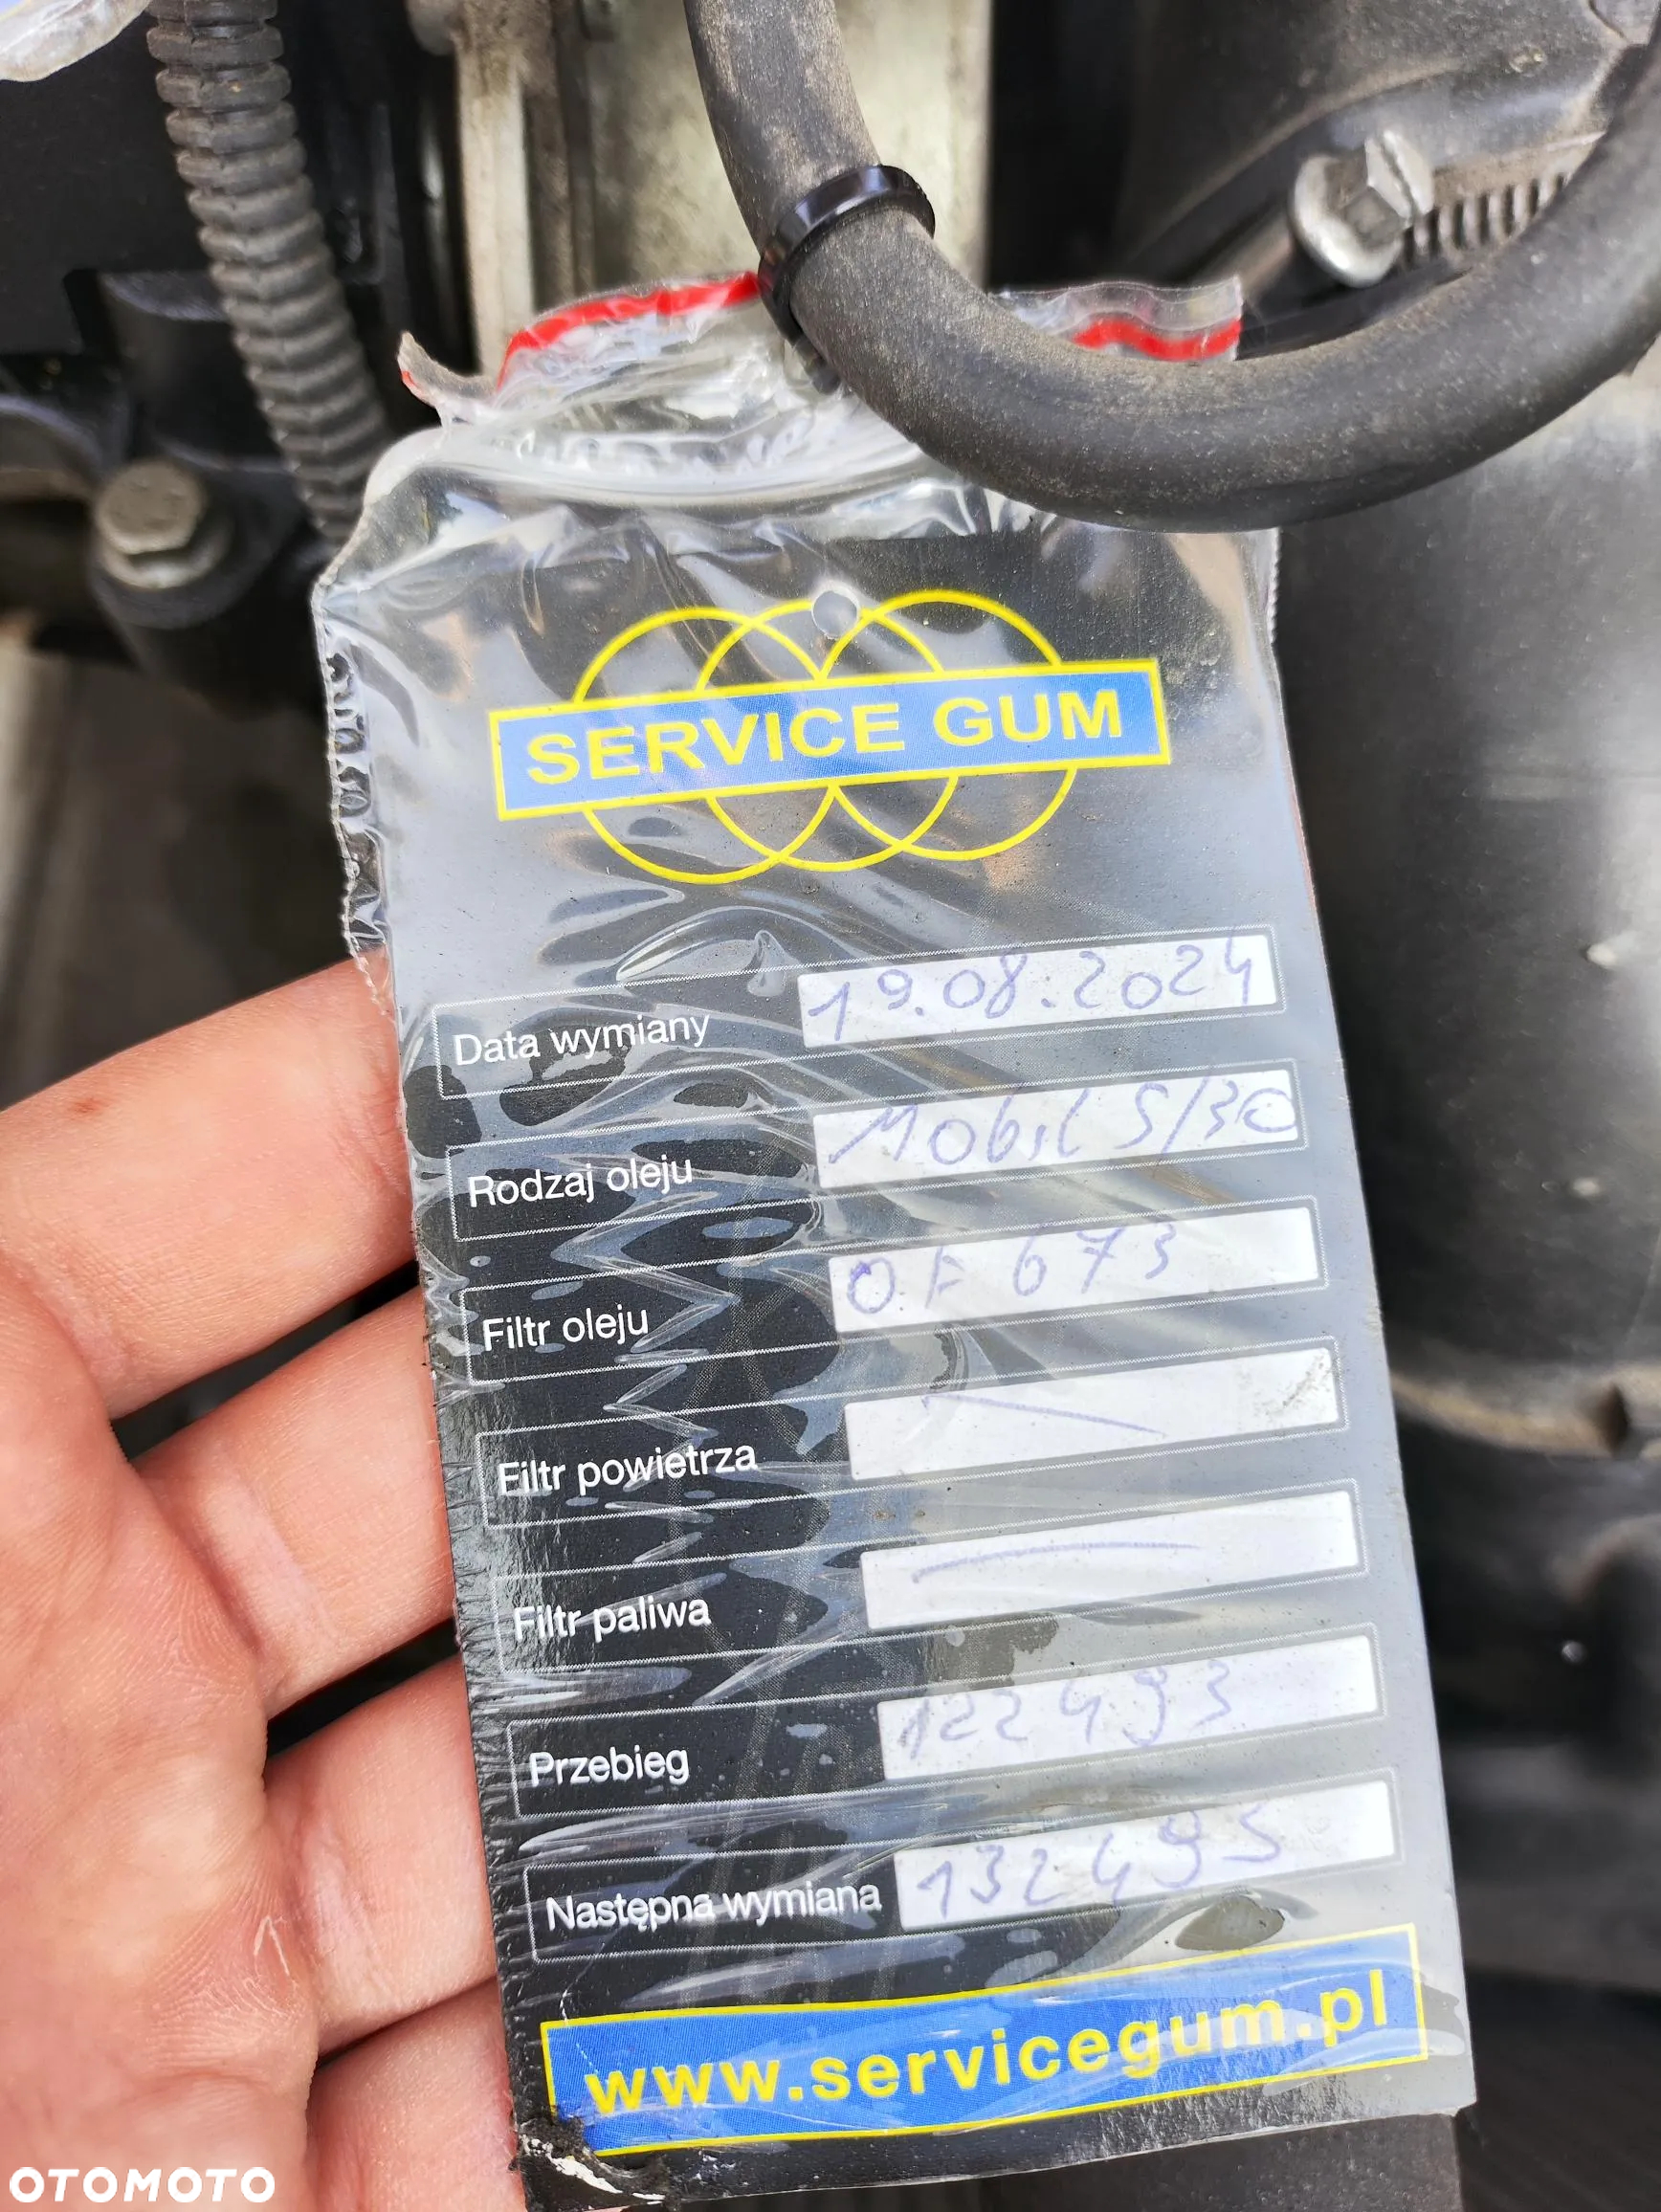 SERVICE GUM
Data wymiany 19.08.2024
Rodzaj oleju Mobil 5/30
Filtr oleju OF 673
Filtr powietrza
Filtr paliwa
Przebieg 122493
Następna wymiana 132495
www.servicegum.pl
OTOMOTO